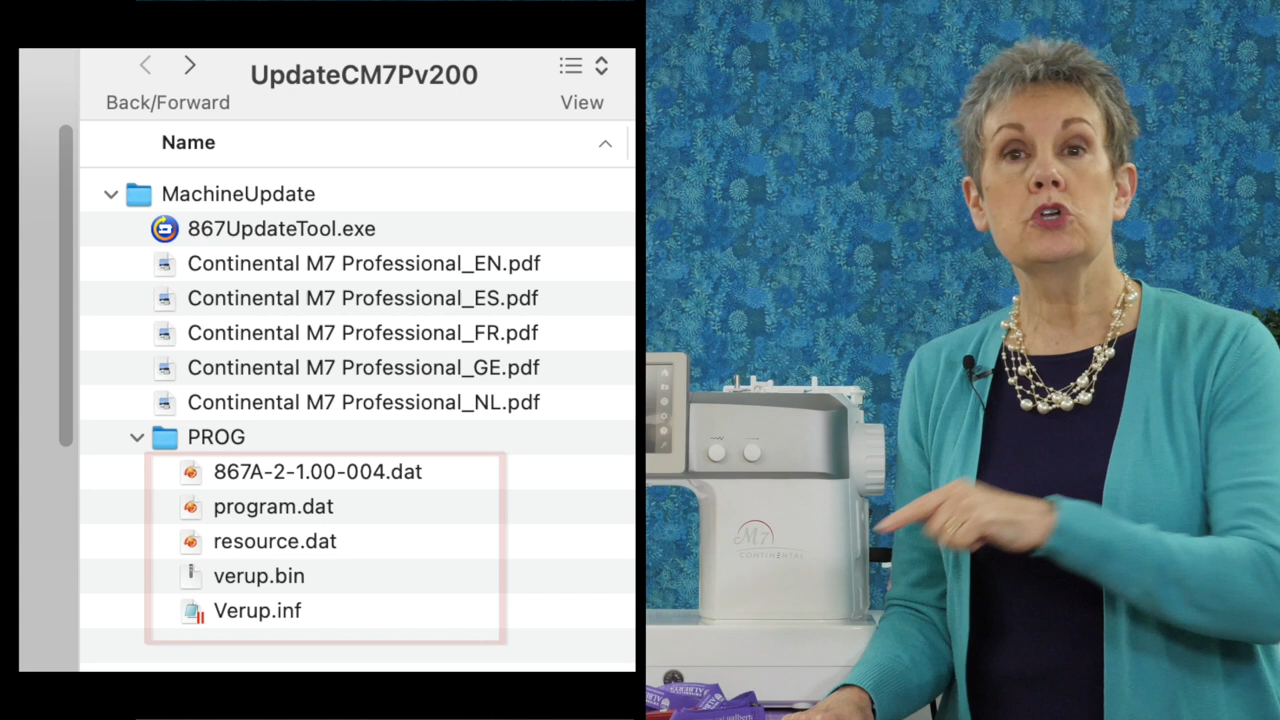 UpdateCM7Pv200
Back/Forward
View
Name
MachineUpdate
867UpdateTool.exe
Continental M7 Professional_EN.pdf
Continental M7 Professional_ES.pdf
Continental M7 Professional_FR.pdf
Continental M7 Professional_GE.pdf
Continental M7 Professional_NL.pdf
PROG
867A-2-1.00-004.dat
program.dat
resource.dat
verup.bin
Verup.inf
M7
CONTINENTAL